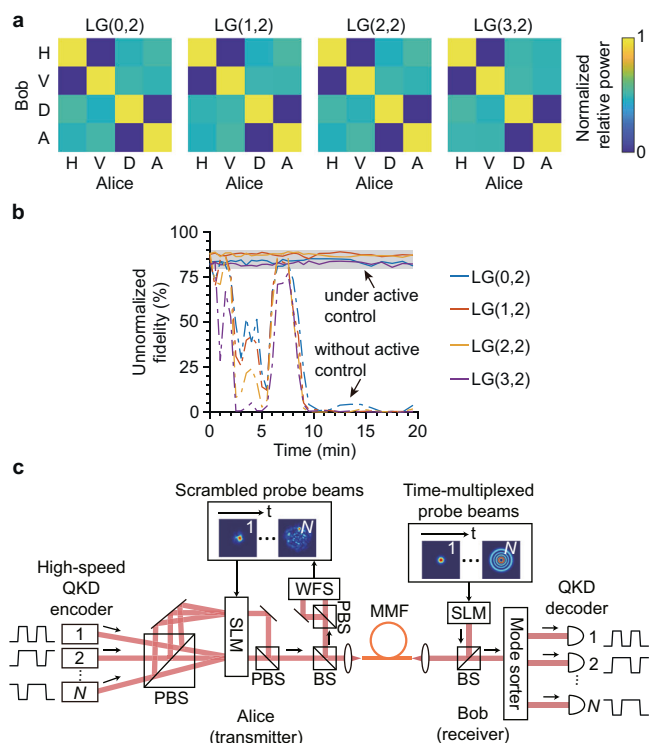 a
LG(0,2) LG(1,2) LG(2,2) LG(3,2)
Bob
H
V
D
A
H V D A H V D A H V D A H V D A
Alice Alice Alice Alice
Normalized
relative power
1
0
b
Unnormalized
fidelity (%)
100
75
50
25
0
under active
control
without active
control
0 5 10 15 20
Time (min)
LG(0,2)
LG(1,2)
LG(2,2)
LG(3,2)
c
Scrambled probe beams
t
1 ... N
Time-multiplexed
probe beams
t
1 ... N
High-speed
QKD
encoder
1
2
N
PBS
SLM
PBS
WFS
PBS
BS
MMF
SLM
BS
Mode sorter
QKD
decoder
1
2
N
Alice
(transmitter)
Bob
(receiver)